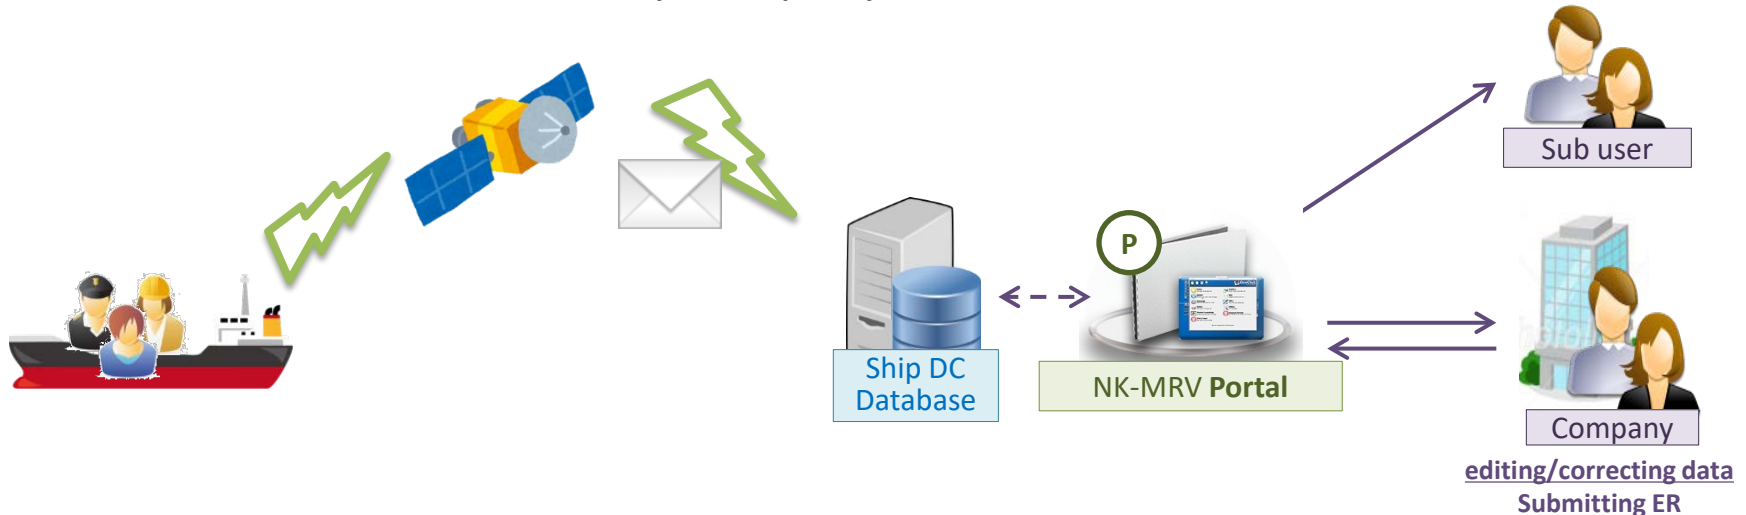 Sub user
P
Ship DC
Database
NK-MRV Portal
Company
editing/correcting data
Submitting ER